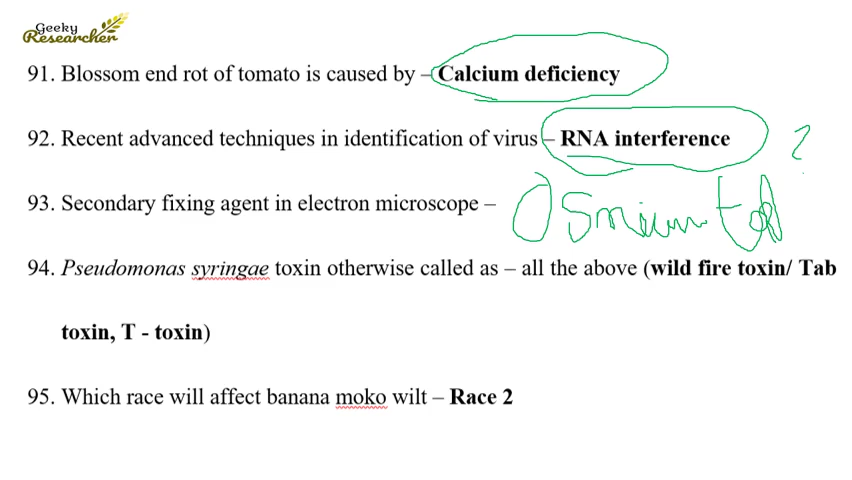 Geeky
Researcher
91. Blossom end rot of tomato is caused by – Calcium deficiency
92. Recent advanced techniques in identification of virus – RNA interference ?
93. Secondary fixing agent in electron microscope – Osmium
94. Pseudomonas syringae toxin otherwise called as – all the above (wild fire toxin/ Tab
toxin, T - toxin)
95. Which race will affect banana moko wilt – Race 2